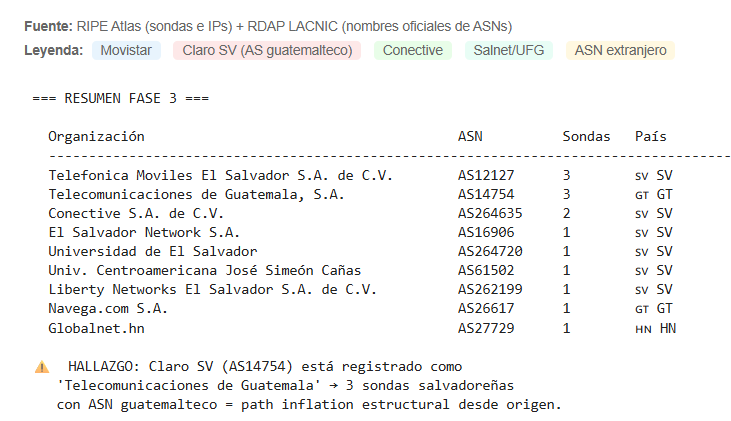 Fuente: RIPE Atlas (sondas e IPs) + RDAP LACNIC (nombres oficiales de ASNs)
Leyenda: Movistar Claro SV (AS guatemalteco) Conective Salnet/UFG ASN extranjero
=== RESUMEN FASE 3 ===
Organización ASN Sondas País
-----------------------------------------------------------------------------------
Telefonica Moviles El Salvador S.A. de C.V. AS12127 3 SV SV
Telecomunicaciones de Guatemala, S.A. AS14754 3 GT GT
Conective S.A. de C.V. AS264635 2 SV SV
El Salvador Network S.A. AS16906 1 SV SV
Universidad de El Salvador AS264720 1 SV SV
Univ. Centroamericana José Simeón Cañas AS61502 1 SV SV
Liberty Networks El Salvador S.A. de C.V. AS262199 1 SV SV
Navega.com S.A. AS26617 1 GT GT
Globalnet.hn AS27729 1 HN HN
⚠️ HALLAZGO: Claro SV (AS14754) está registrado como
'Telecomunicaciones de Guatemala' → 3 sondas salvadoreñas
con ASN guatemalteco = path inflation estructural desde origen.